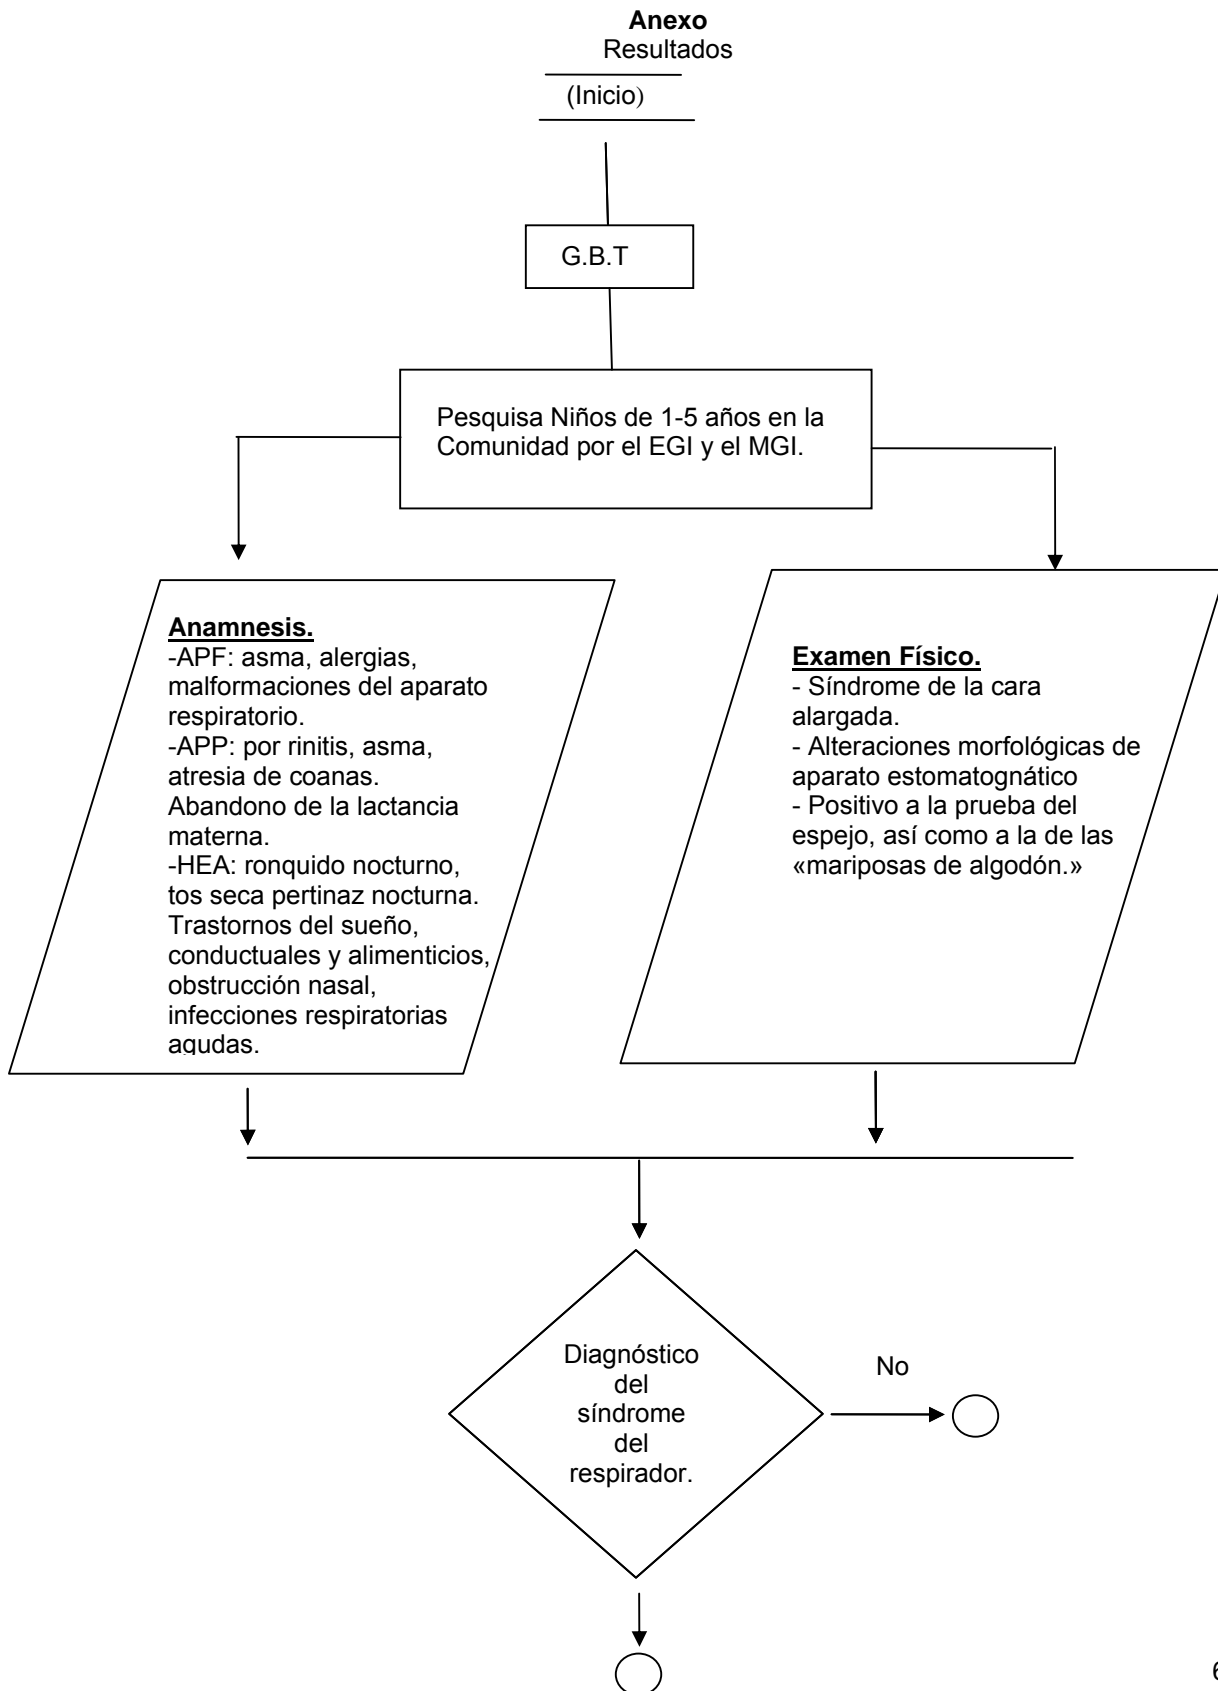 Anexo
Resultados
(Inicio)
G.B.T
Pesquisa Niños de 1-5 años en la
Comunidad por el EGI y el MGI.
Anamnesis.
-APF: asma, alergias,
malformaciones del aparato
respiratorio.
-APP: por rinitis, asma,
atresia de coanas.
Abandono de la lactancia
materna.
-HEA: ronquido nocturno,
tos seca pertinaz nocturna.
Trastornos del sueño,
conductuales y alimenticios,
obstrucción nasal,
infecciones respiratorias
agudas.
Examen Físico.
- Síndrome de la cara
alargada.
- Alteraciones morfológicas de
aparato estomatognático
- Positivo a la prueba del
espejo, así como a la de las
«mariposas de algodón.»
Diagnóstico
del
síndrome
del
respirador.
No
6